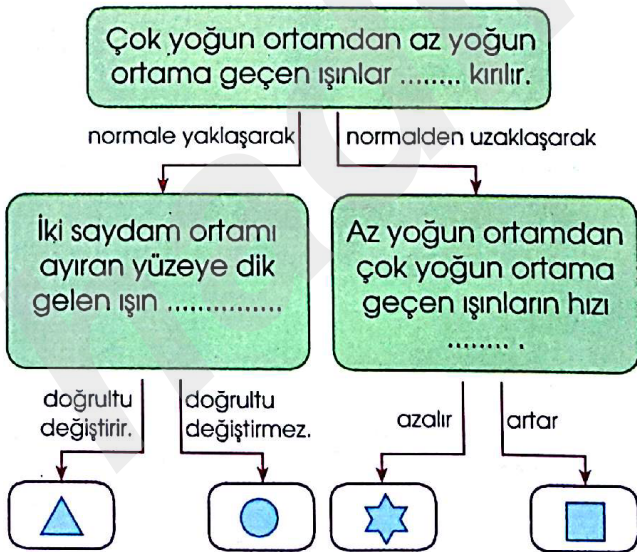 Çok yoğun ortamdan az yoğun
ortama geçen ışınlar ........ kırılır.
normale yaklaşarak
normalden uzaklaşarak
İki saydam ortamı
ayıran yüzeye dik
gelen ışın ...............
Az yoğun ortamdan
çok yoğun ortama
geçen ışınların hızı
........ .
doğrultu
değiştirir.
doğrultu
değiştirmez.
azalır
artar